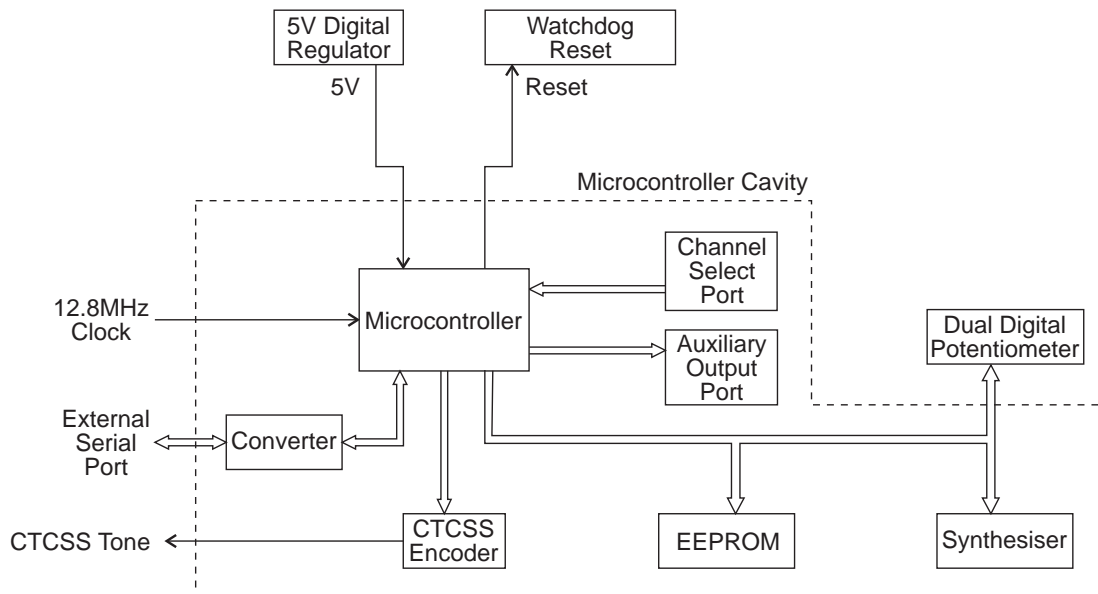 5V Digital
Regulator
Watchdog
Reset
5V
Reset
Microcontroller Cavity
Channel
Select
Port
12.8MHz
Clock
Microcontroller
Auxiliary
Output
Port
Dual Digital
Potentiometer
External
Serial
Port
Converter
CTCSS Tone
CTCSS
Encoder
EEPROM
Synthesiser